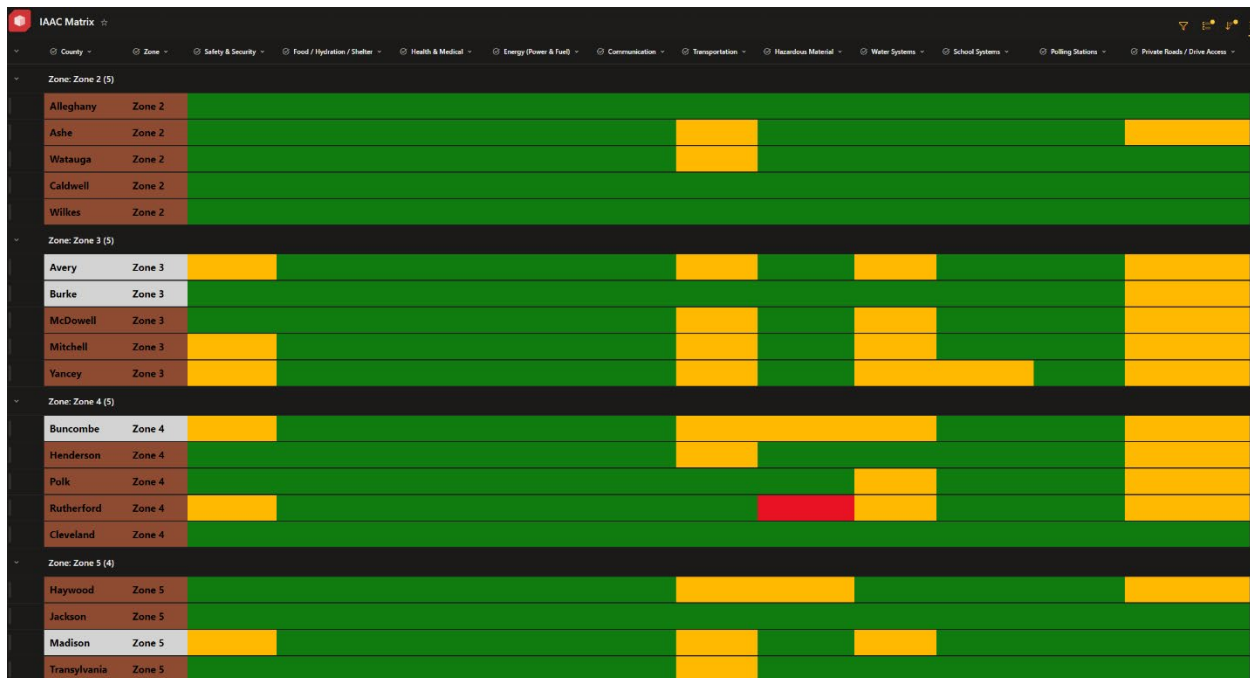 IAAC Matrix
County Zone Safety & Security Food / Hydration / Shelter Health & Medical Energy (Power & Fuel) Communication Transportation Hazardous Material Water Systems School Systems Polling Stations Private Roads / Drive Access
Zone: Zone 2 (5)
Alleghany Zone 2
Ashe Zone 2
Watauga Zone 2
Caldwell Zone 2
Wilkes Zone 2
Zone: Zone 3 (5)
Avery Zone 3
Burke Zone 3
McDowell Zone 3
Mitchell Zone 3
Yancey Zone 3
Zone: Zone 4 (5)
Buncombe Zone 4
Henderson Zone 4
Polk Zone 4
Rutherford Zone 4
Cleveland Zone 4
Zone: Zone 5 (4)
Haywood Zone 5
Jackson Zone 5
Madison Zone 5
Transylvania Zone 5